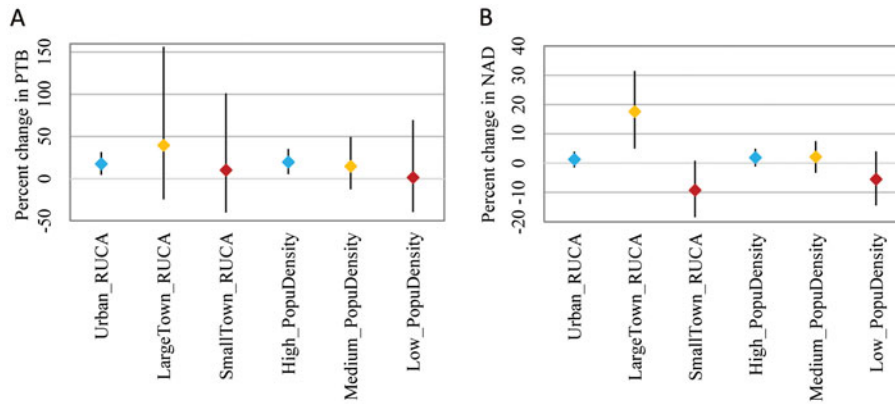 A
Percent change in PTB
150
100
50
0
-50
Urban_RUCA
LargeTown_RUCA
SmallTown_RUCA
High_PopuDensity
Medium_PopuDensity
Low_PopuDensity
B
Percent change in NAD
40
30
20
10
0
-10
-20
Urban_RUCA
LargeTown_RUCA
SmallTown_RUCA
High_PopuDensity
Medium_PopuDensity
Low_PopuDensity